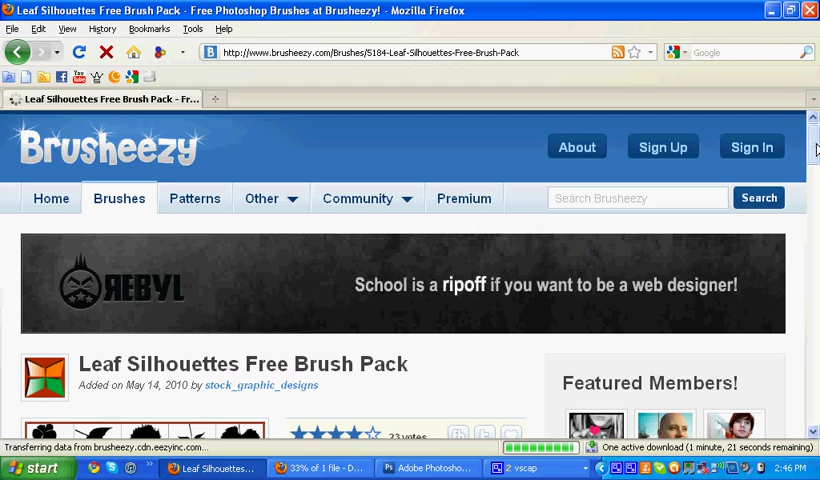 Leaf Silhouettes Free Brush Pack - Free Photoshop Brushes at Brusheezy! - Mozilla Firefox
File Edit View History Bookmarks Tools Help
http://www.brusheezy.com/Brushes/5184-Leaf-Silhouettes-Free-Brush-Pack Google
Leaf Silhouettes Free Brush Pack - Fr...
Brusheezy About Sign Up Sign In
Home Brushes Patterns Other Community Premium Search Brusheezy Search
REBYL School is a ripoff if you want to be a web designer!
Leaf Silhouettes Free Brush Pack
Added on May 14, 2010 by stock_graphic_designs
Featured Members!
23 votes
Transferring data from brusheezy.cdn.eezyinc.com... One active download (1 minute, 21 seconds remaining)
start Leaf Silhouettes... 33% of 1 file - D... Adobe Photosho... 2 vscap 2:46 PM